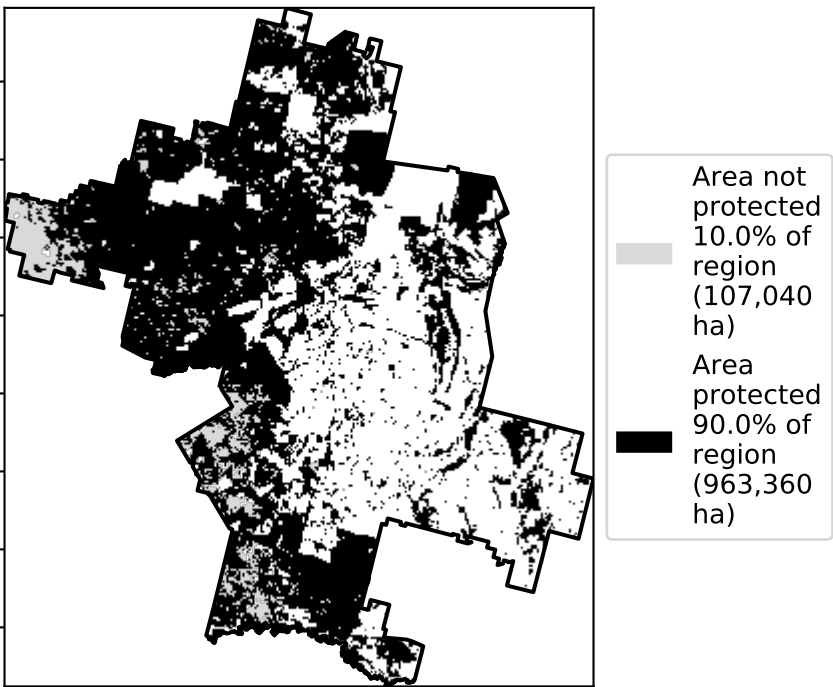 Area not
protected
10.0% of
region
(107,040
ha)
Area
protected
90.0% of
region
(963,360
ha)